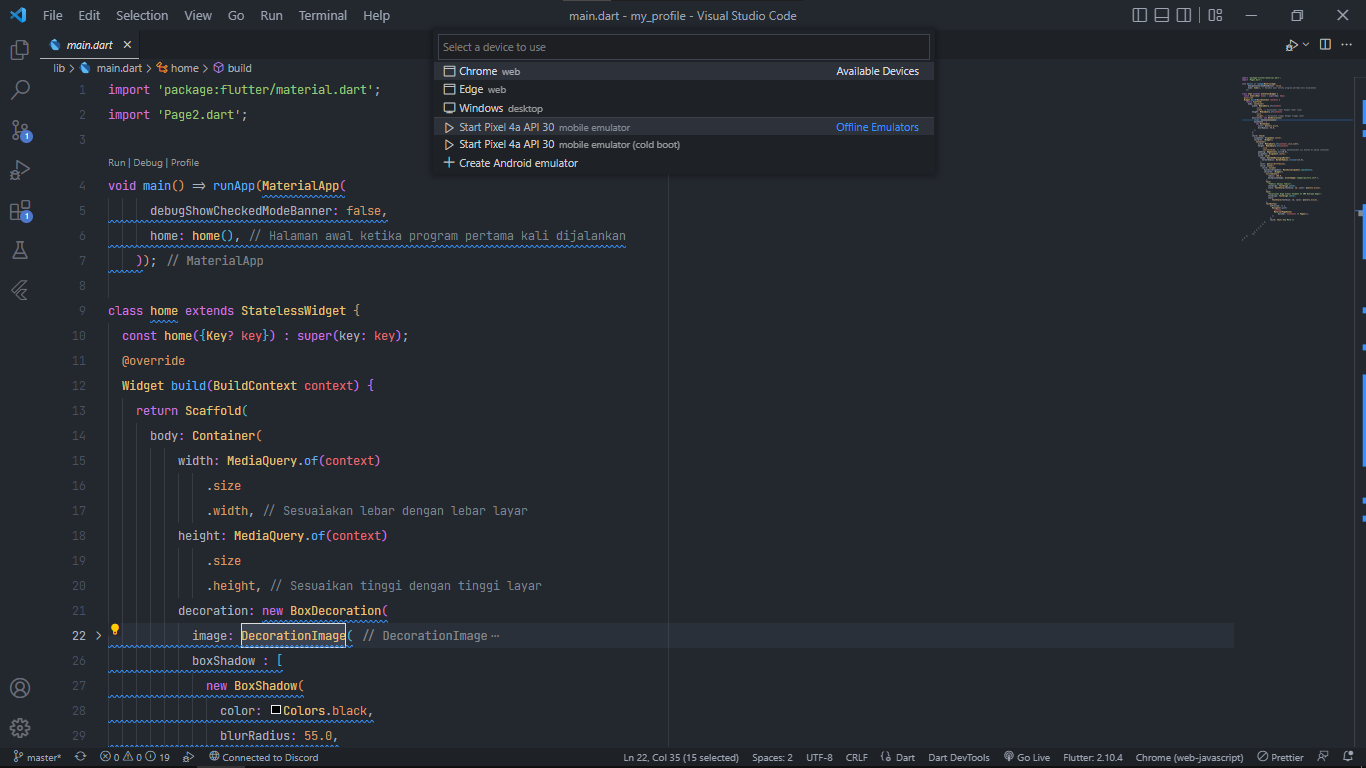 File Edit Selection View Go Run Terminal Help
main.dart - my_profile - Visual Studio Code
main.dart
lib > main.dart > home > build
Select a device to use
Chrome web Available Devices
Edge web
Windows desktop
Start Pixel 4a API 30 mobile emulator Offline Emulators
Start Pixel 4a API 30 mobile emulator (cold boot)
Create Android emulator
1 import 'package:flutter/material.dart';
2 import 'Page2.dart';
3
Run | Debug | Profile
4 void main() => runApp(MaterialApp(
5 debugShowCheckedModeBanner: false,
6 home: home(), // Halaman awal ketika program pertama kali dijalankan
7 )); // MaterialApp
8
9 class home extends StatelessWidget {
10 const home({Key? key}) : super(key: key);
11 @override
12 Widget build(BuildContext context) {
13 return Scaffold(
14 body: Container(
15 width: MediaQuery.of(context)
16 .size
17 .width, // Sesuaiakan lebar dengan lebar layar
18 height: MediaQuery.of(context)
19 .size
20 .height, // Sesuaikan tinggi dengan tinggi layar
21 decoration: new BoxDecoration(
22 image: DecorationImage( // DecorationImage ⋯
26 boxShadow : [
27 new BoxShadow(
28 color: Colors.black,
29 blurRadius: 55.0,
1
1
master* 0 0 19 Connected to Discord Ln 22, Col 35 (15 selected) Spaces: 2 UTF-8 CRLF Dart Dart DevTools Go Live Flutter: 2.10.4 Chrome (web-javascript) Prettier